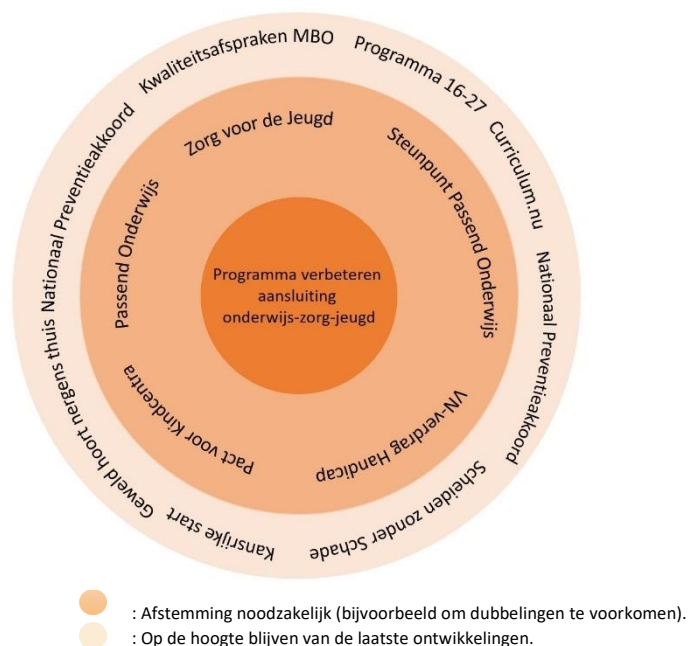 Kwaliteitsafspraken MBO
Programma 16-27
Curriculum.nu
Nationaal Preventieakkoord
Scheiden zonder Schade
Kansrijke start
Geweld hoort nergens thuis
Nationaal Preventieakkoord
Zorg voor de Jeugd
Steunpunt Passend Onderwijs
VN-verdrag Handicap
Pact voor Kindcentra
Passend Onderwijs
Programma verbeteren
aansluiting
onderwijs-zorg-jeugd
: Afstemming noodzakelijk (bijvoorbeeld om dubbelingen te voorkomen).
: Op de hoogte blijven van de laatste ontwikkelingen.